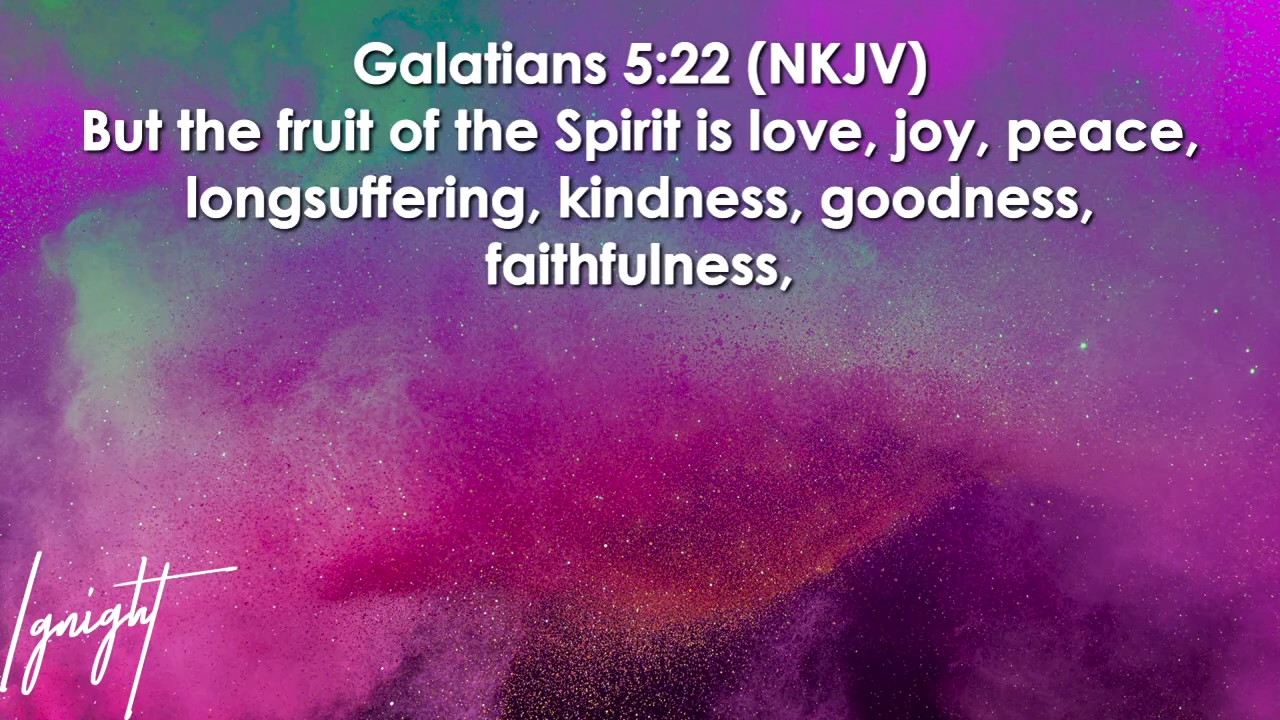 Galatians 5:22 (NKJV)
But the fruit of the Spirit is love, joy, peace,
longsuffering, kindness, goodness,
faithfulness,
Ignight